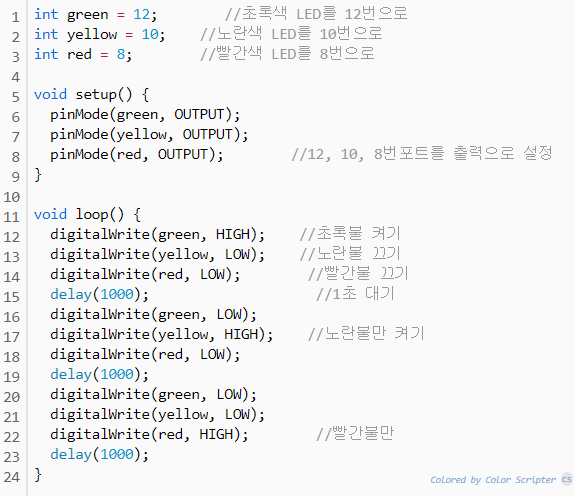 1 int green = 12;        //초록색 LED를 12번으로
2 int yellow = 10;    //노란색 LED를 10번으로
3 int red = 8;        //빨간색 LED를 8번으로
4
5 void setup() {
6   pinMode(green, OUTPUT);
7   pinMode(yellow, OUTPUT);
8   pinMode(red, OUTPUT);        //12, 10, 8번포트를 출력으로 설정
9 }
10
11 void loop() {
12   digitalWrite(green, HIGH);    //초록불 켜기
13   digitalWrite(yellow, LOW);    //노란불 끄기
14   digitalWrite(red, LOW);        //빨간불 끄기
15   delay(1000);                    //1초 대기
16   digitalWrite(green, LOW);
17   digitalWrite(yellow, HIGH);    //노란불만 켜기
18   digitalWrite(red, LOW);
19   delay(1000);
20   digitalWrite(green, LOW);
21   digitalWrite(yellow, LOW);
22   digitalWrite(red, HIGH);        //빨간불만
23   delay(1000);
24 }
Colored by Color Scripter CS